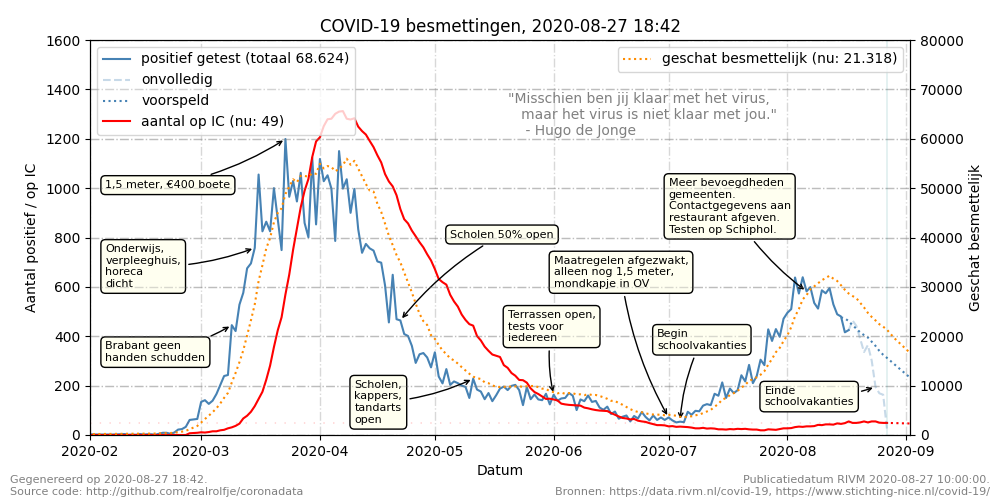 COVID-19 besmettingen, 2020-08-27 18:42
positief getest (totaal 68.624)
onvolledig
voorspeld
aantal op IC (nu: 49)
geschat besmettelijk (nu: 21.318)
"Misschien ben jij klaar met het virus,
maar het virus is niet klaar met jou."
- Hugo de Jonge
1,5 meter, €400 boete
Onderwijs,
verpleeghuis,
horeca
dicht
Brabant geen
handen schudden
Scholen,
kappers,
tandarts
open
Scholen 50% open
Terrassen open,
tests voor
iedereen
Maatregelen afgezwakt,
alleen nog 1,5 meter,
mondkapje in OV
Meer bevoegdheden
gemeenten.
Contactgegevens aan
restaurant afgeven.
Testen op Schiphol.
Begin
schoolvakanties
Einde
schoolvakanties
Aantal positief / op IC
1600
1400
1200
1000
800
600
400
200
0
Geschat besmettelijk
80000
70000
60000
50000
40000
30000
20000
10000
0
2020-02
2020-03
2020-04
2020-05
2020-06
2020-07
2020-08
2020-09
Datum
Gegenereerd op 2020-08-27 18:42.
Source code: http://github.com/realrolfje/coronadata
Publicatiedatum RIVM 2020-08-27 10:00:00.
Bronnen: https://data.rivm.nl/covid-19, https://www.stichting-nice.nl/covid-19/